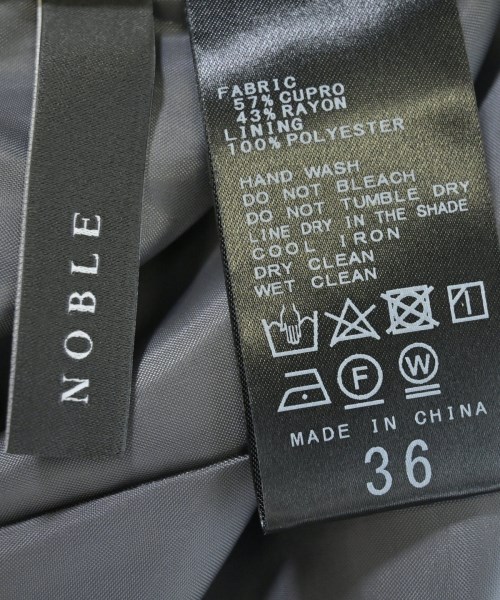 NOBLE
FABRIC
57% CUPRO
43% RAYON
LINING
100% POLYESTER
HAND WASH
DO NOT BLEACH
DO NOT TUMBLE DRY
LINE DRY IN THE SHADE
COOL IRON
DRY CLEAN
WET CLEAN
F W
MADE IN CHINA
36